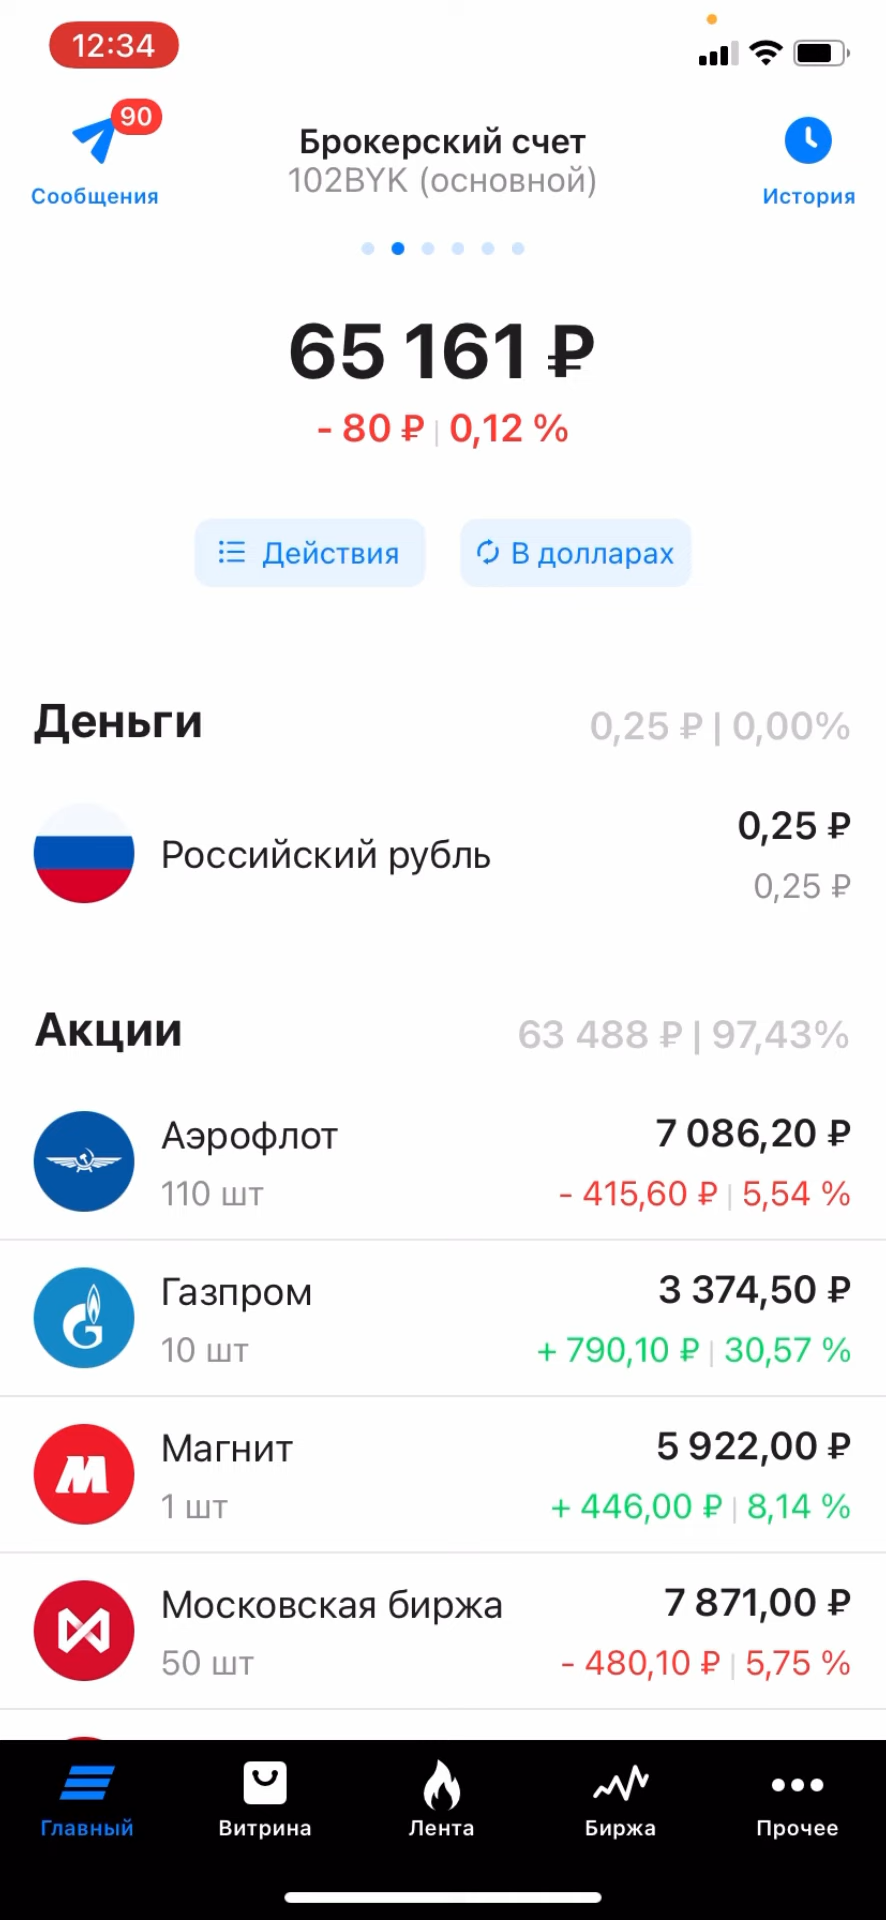 12:34
90
Сообщения
Брокерский счет
102BYK (основной)
История
65 161 ₽
- 80 ₽ | 0,12 %
Действия
В долларах
Деньги
0,25 ₽ | 0,00%
Российский рубль
0,25 ₽
0,25 ₽
Акции
63 488 ₽ | 97,43%
Аэрофлот
7 086,20 ₽
110 шт
- 415,60 ₽ | 5,54 %
Газпром
3 374,50 ₽
10 шт
+ 790,10 ₽ | 30,57 %
Магнит
5 922,00 ₽
1 шт
+ 446,00 ₽ | 8,14 %
Московская биржа
7 871,00 ₽
50 шт
- 480,10 ₽ | 5,75 %
Главный
Витрина
Лента
Биржа
Прочее